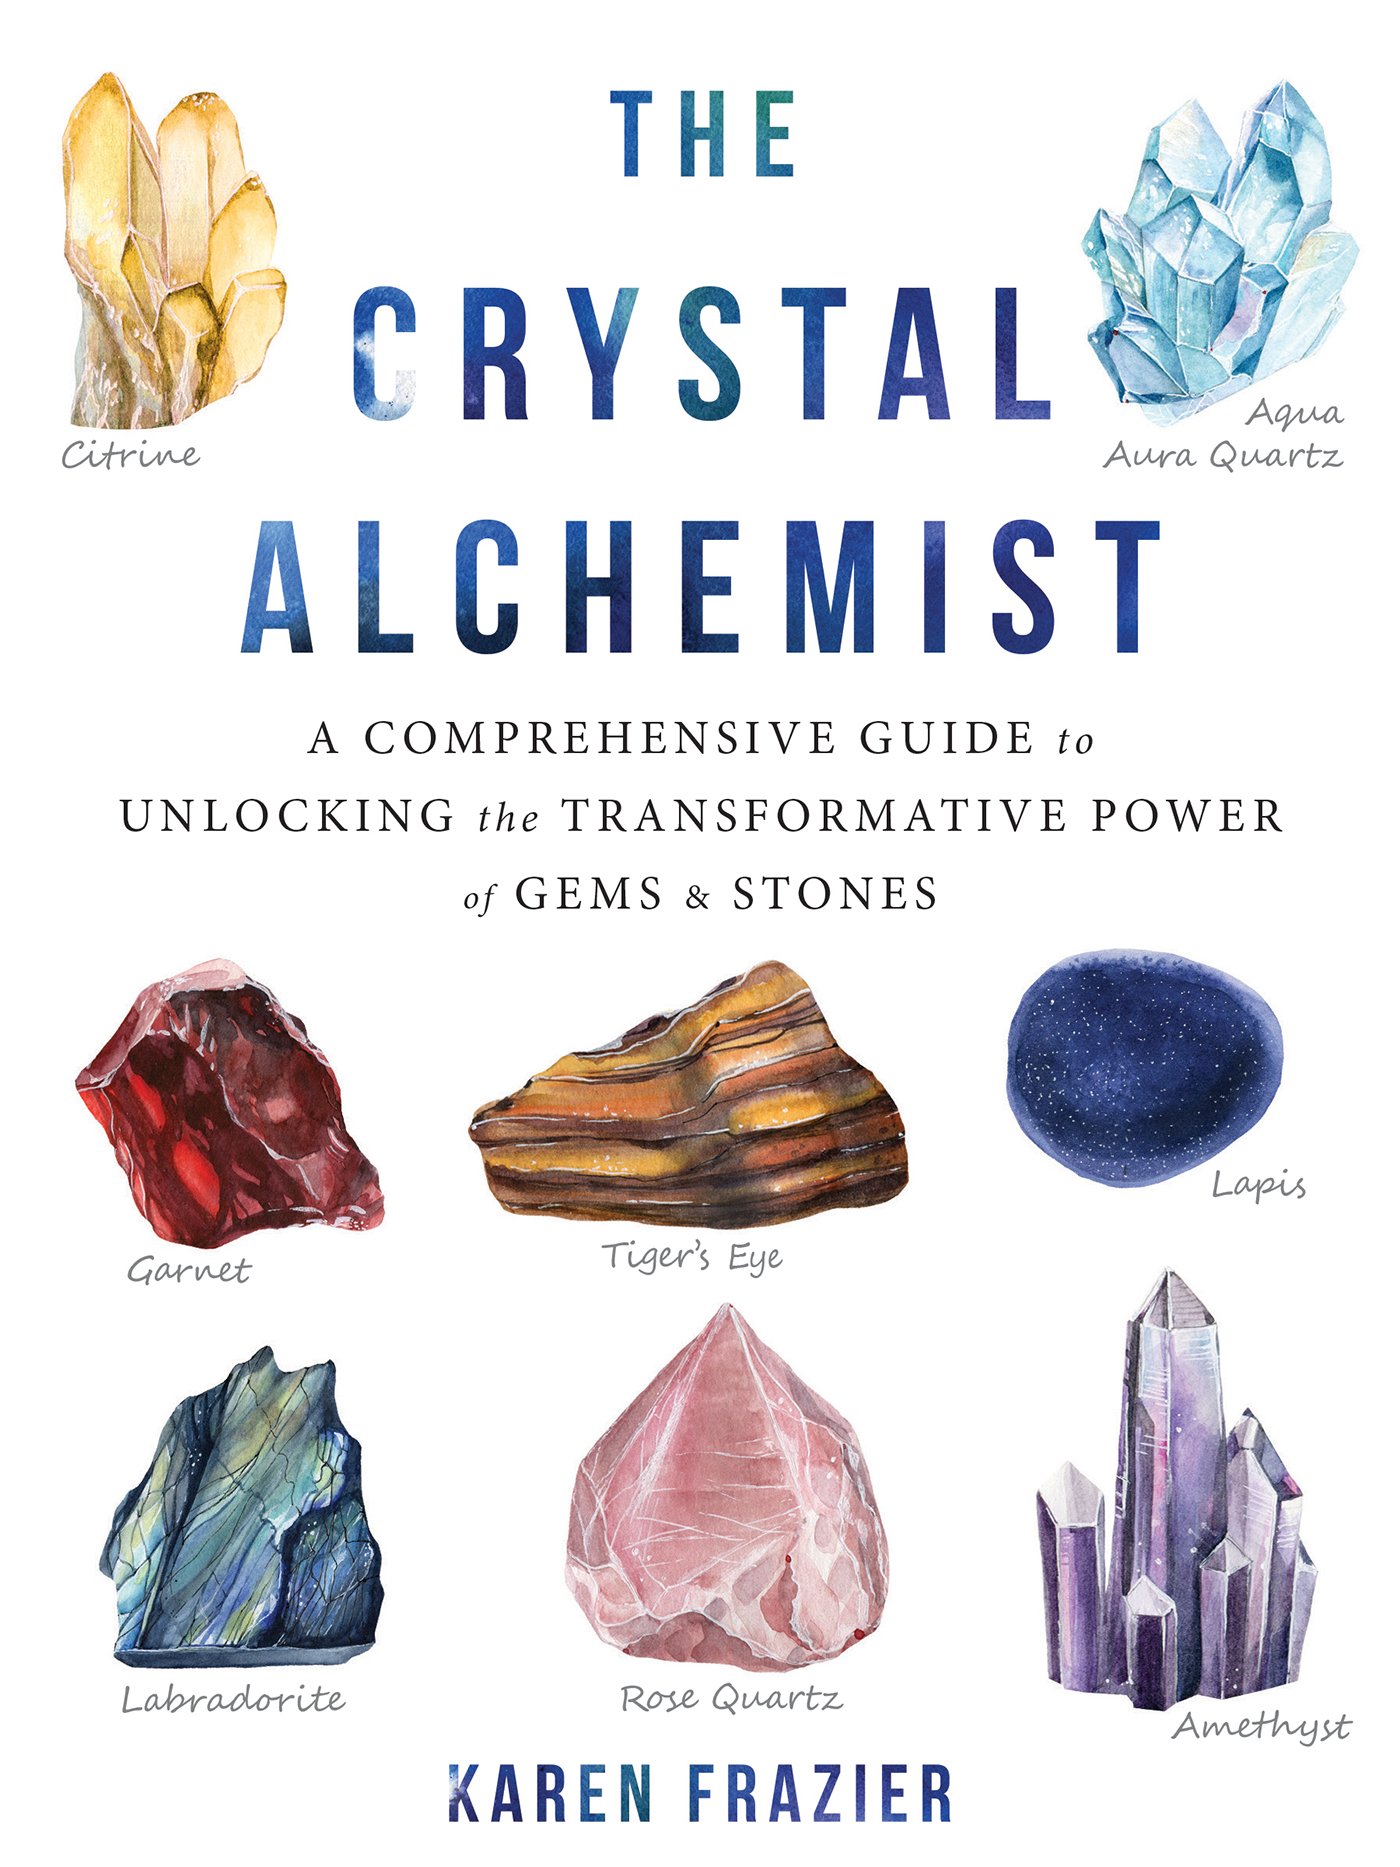 THE
CRYSTAL
Aqua
Citrine
Aura Quartz
ALCHEMIST
A COMPREHENSIVE GUIDE to
UNLOCKING the TRANSFORMATIVE POWER
of GEMS & STONES
Lapis
Garnet
Tiger's Eye
Labradorite
Rose Quartz
Amethyst
KAREN FRAZIER